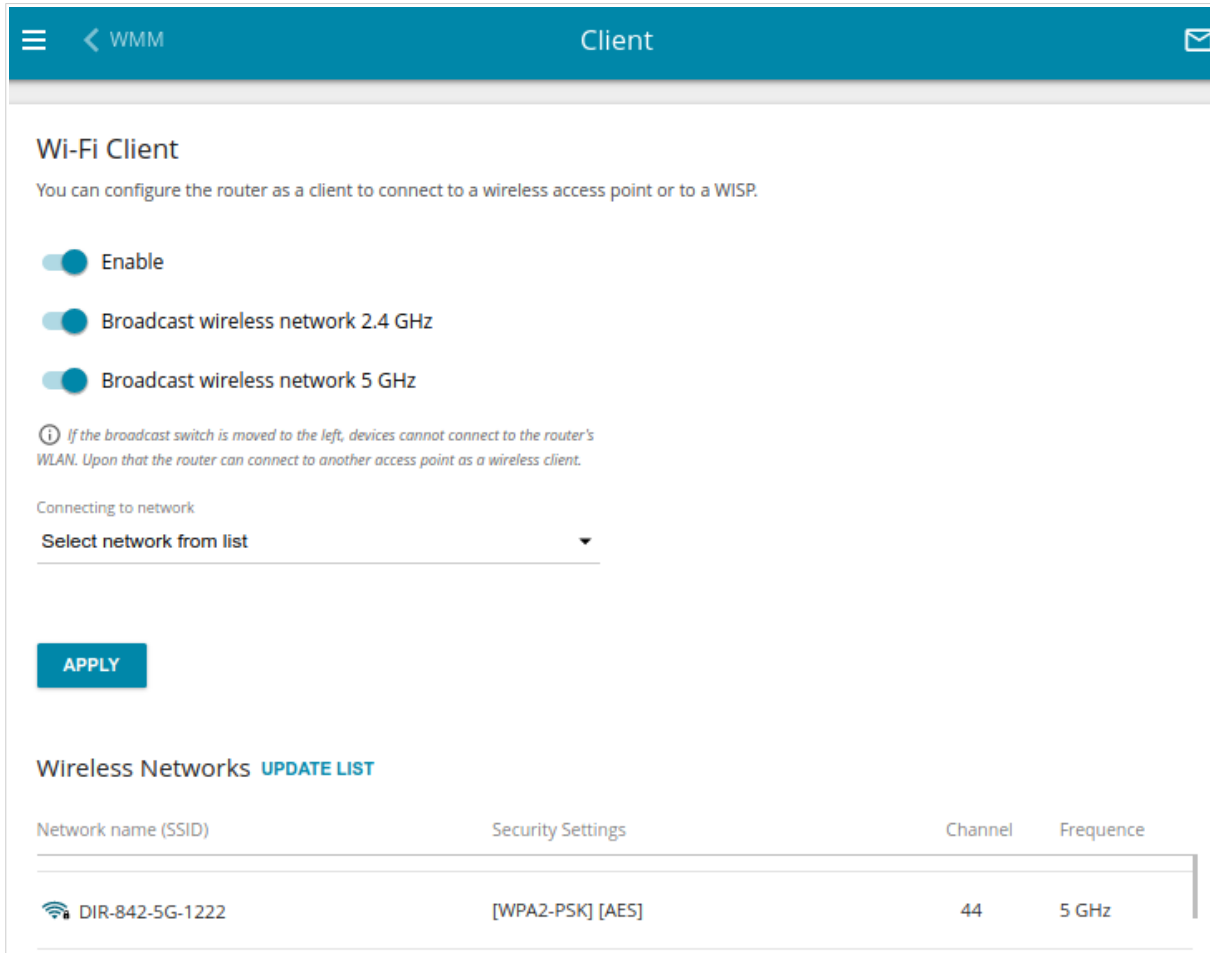 WMM Client
Wi-Fi Client
You can configure the router as a client to connect to a wireless access point or to a WISP.
Enable
Broadcast wireless network 2.4 GHz
Broadcast wireless network 5 GHz
If the broadcast switch is moved to the left, devices cannot connect to the router's
WLAN. Upon that the router can connect to another access point as a wireless client.
Connecting to network
Select network from list
APPLY
Wireless Networks UPDATE LIST
Network name (SSID) Security Settings Channel Frequence
DIR-842-5G-1222 [WPA2-PSK] [AES] 44 5 GHz